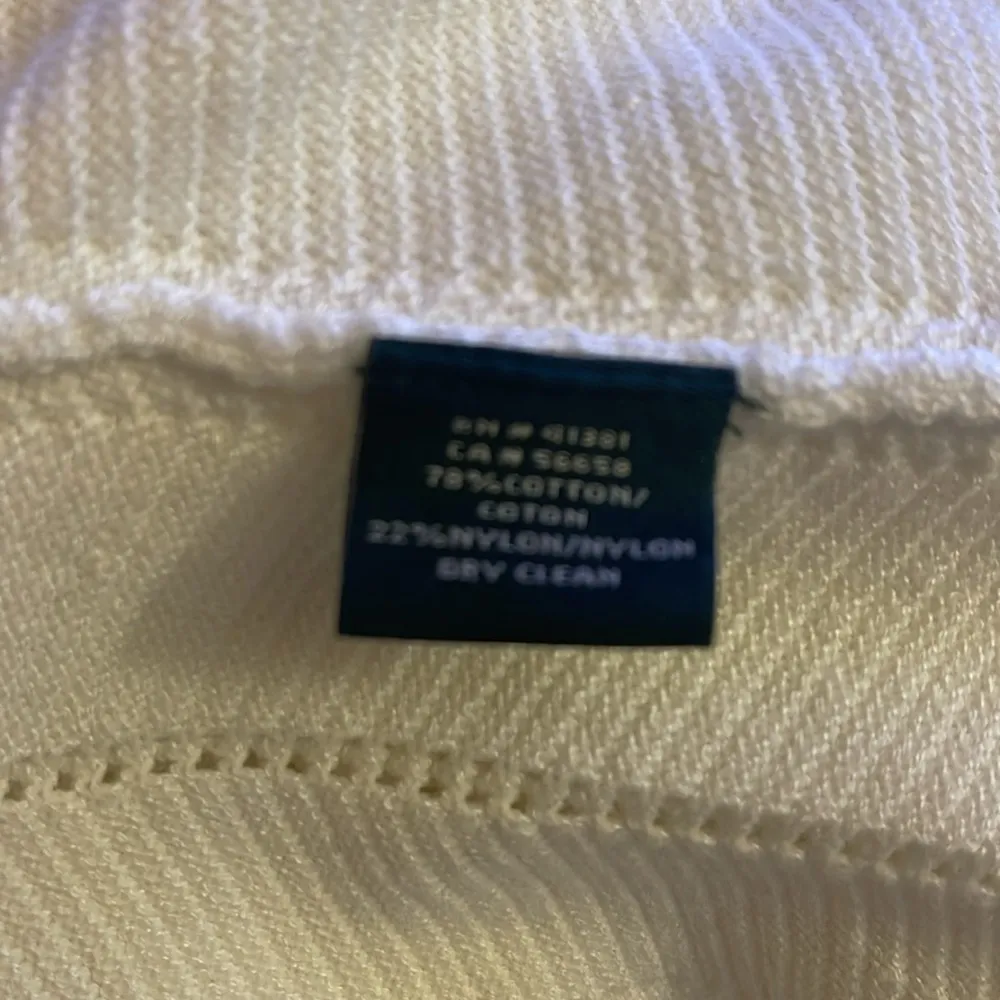 RN # 41381
CA # 56658
78%COTTON/
COTON
22%NYLON/NYLON
DRY CLEAN